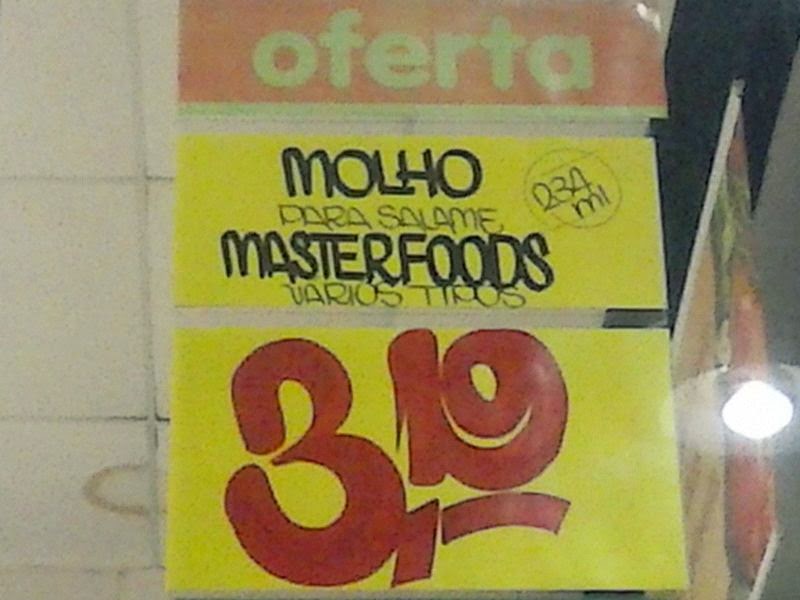 oferta
MOLHO
234 ml
PARA SALAME
MASTERFOODS
VARIOS TIPOS
3,19